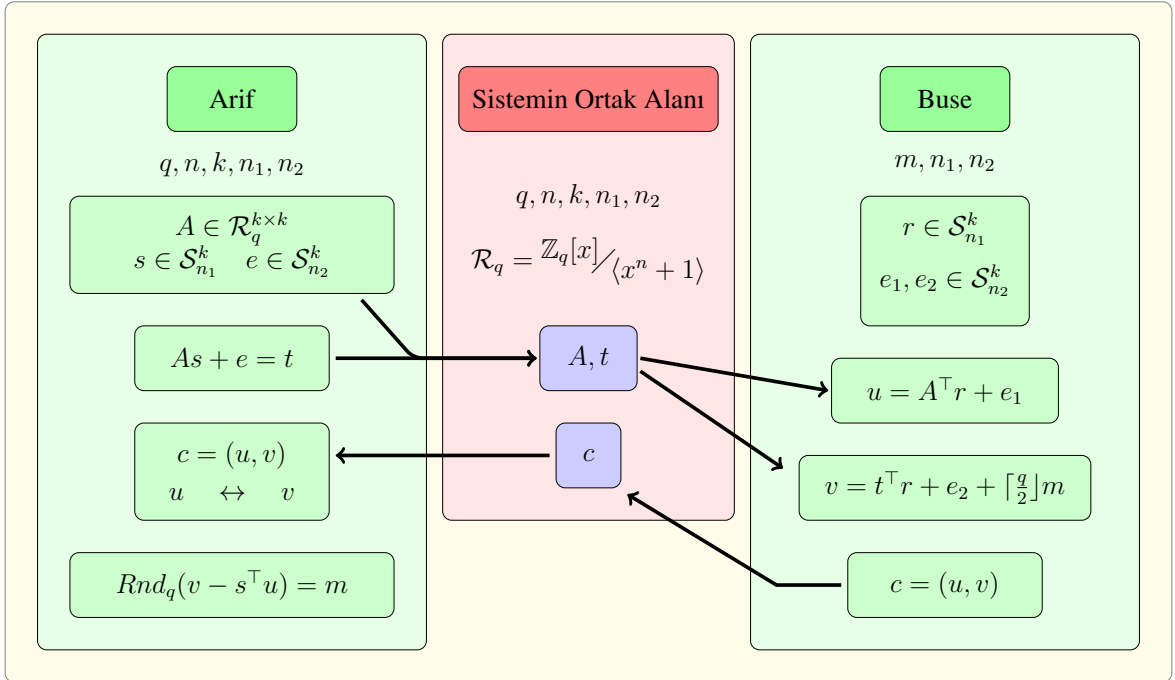 Arif
q, n, k, n₁, n₂
A ∈ 𝓡_q^{k×k}
s ∈ 𝓢_{n₁}^k e ∈ 𝓢_{n₂}^k
As + e = t
c = (u, v)
u ↔ v
Rnd_q(v − s^⊤u) = m
Sistemin Ortak Alanı
q, n, k, n₁, n₂
𝓡_q = ℤ_q[x]/⟨xⁿ + 1⟩
A, t
c
Buse
m, n₁, n₂
r ∈ 𝓢_{n₁}^k
e₁, e₂ ∈ 𝓢_{n₂}^k
u = A^⊤r + e₁
v = t^⊤r + e₂ + ⌈q/2⌋m
c = (u, v)